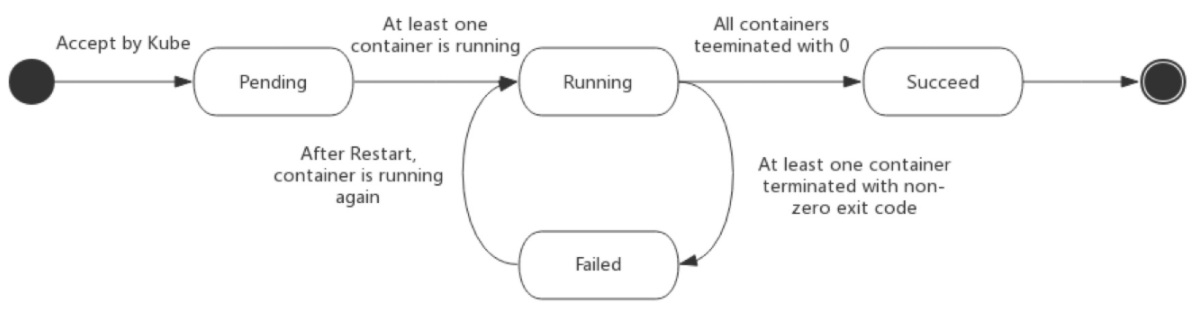 Accept by Kube
At least one
container is running
All containers
teeminated with 0
Pending
Running
Succeed
After Restart,
container is running
again
At least one container
terminated with non-
zero exit code
Failed